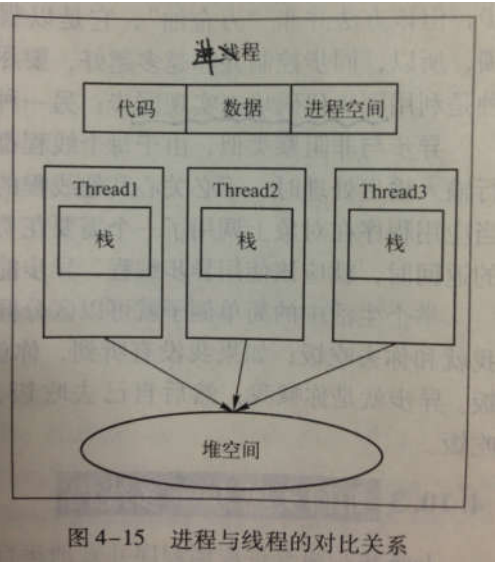 进线程
代码 数据 进程空间
Thread1 Thread2 Thread3
栈 栈 栈
堆空间
图 4-15 进程与线程的对比关系